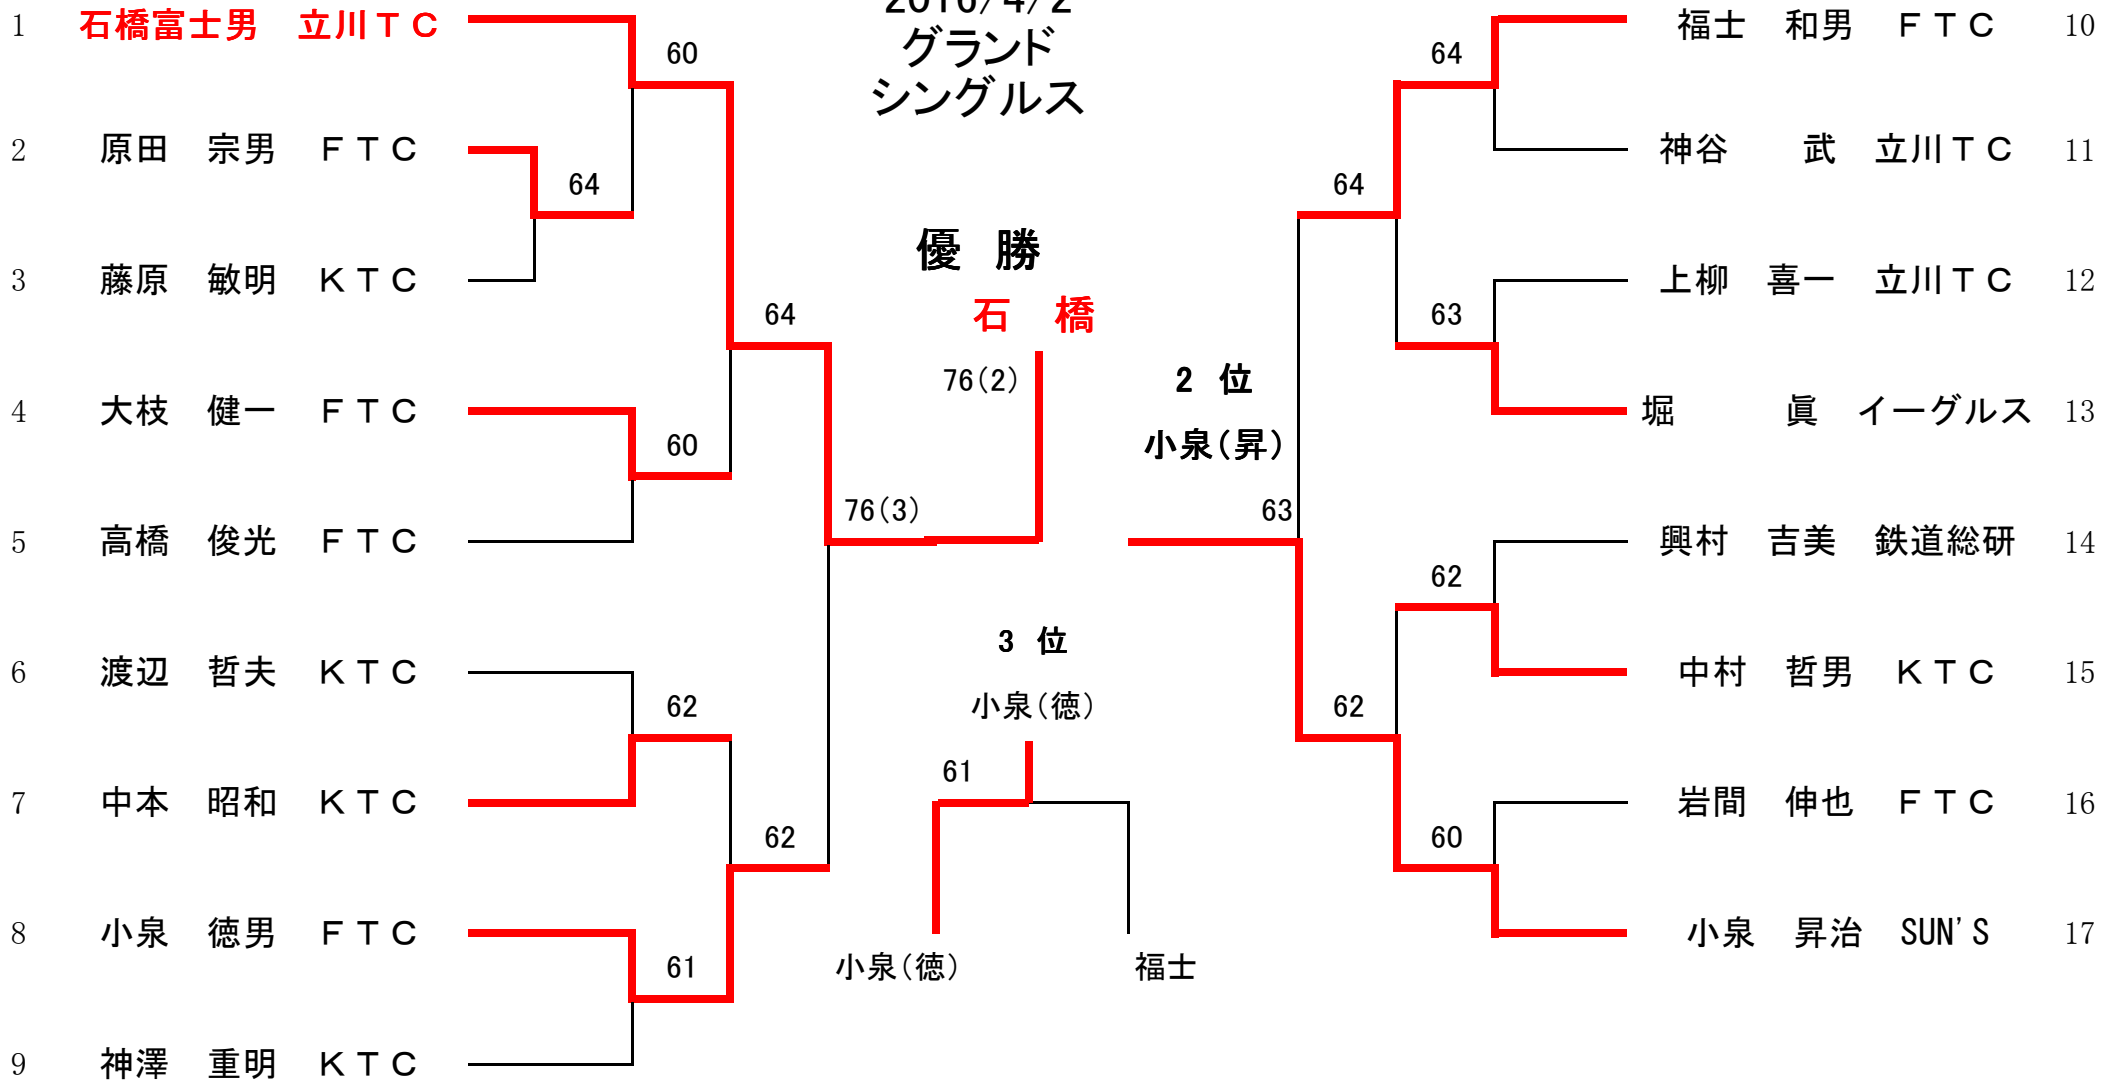 2016/4/2
グランド
シングルス
1 石橋富士男 立川ＴＣ
2 原田 宗男 ＦＴＣ
3 藤原 敏明 ＫＴＣ
4 大枝 健一 ＦＴＣ
5 高橋 俊光 ＦＴＣ
6 渡辺 哲夫 ＫＴＣ
7 中本 昭和 ＫＴＣ
8 小泉 徳男 ＦＴＣ
9 神澤 重明 ＫＴＣ
60
64
64
60
76(3)
62
62
61
優 勝
石 橋
76(2)
2 位
小泉(昇)
3 位
小泉(徳)
61
小泉(徳) 福士
64
64
63
63
62
62
60
福士 和男 ＦＴＣ 10
神谷 武 立川ＴＣ 11
上柳 喜一 立川ＴＣ 12
堀 眞 イーグルス 13
興村 吉美 鉄道総研 14
中村 哲男 ＫＴＣ 15
岩間 伸也 ＦＴＣ 16
小泉 昇治 SUN'S 17